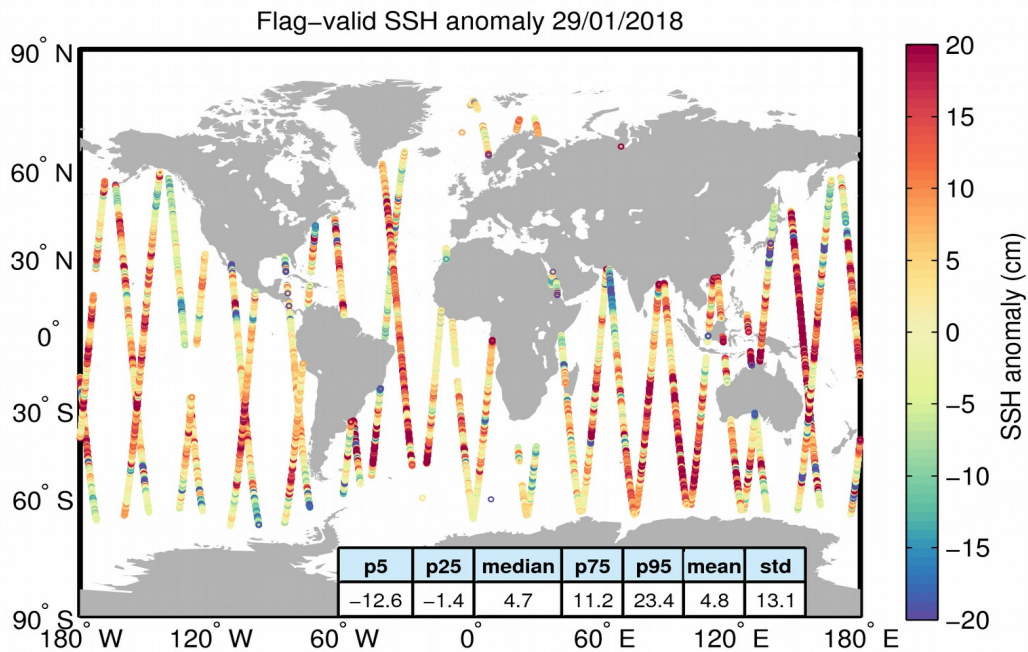 Flag−valid SSH anomaly 29/01/2018
90° N
60° N
30° N
0°
30° S
60° S
90° S
180° W
120° W
60° W
0°
60° E
120° E
180° E
p5 p25 median p75 p95 mean std
−12.6 −1.4 4.7 11.2 23.4 4.8 13.1
20
15
10
5
0
−5
−10
−15
−20
SSH anomaly (cm)